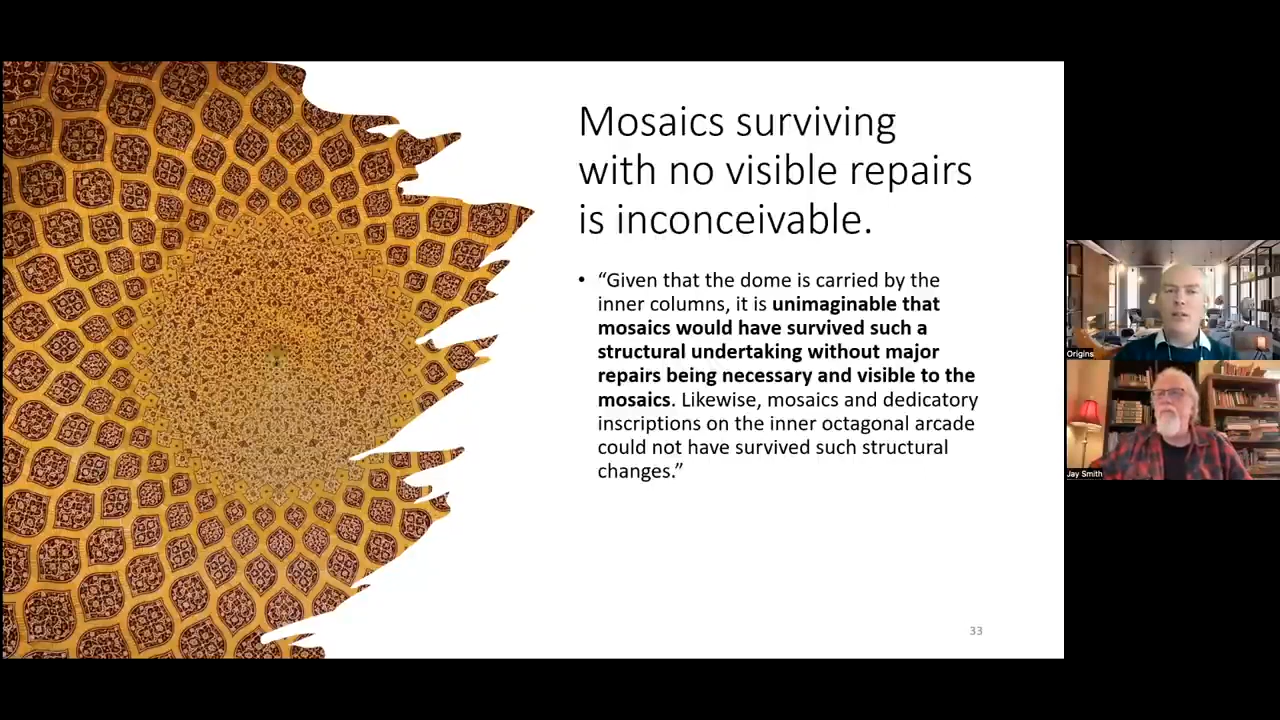 Mosaics surviving
with no visible repairs
is inconceivable.
• “Given that the dome is carried by the
inner columns, it is unimaginable that
mosaics would have survived such a
structural undertaking without major
repairs being necessary and visible to the
mosaics. Likewise, mosaics and dedicatory
inscriptions on the inner octagonal arcade
could not have survived such structural
changes.”
33
Origins
Jay Smith